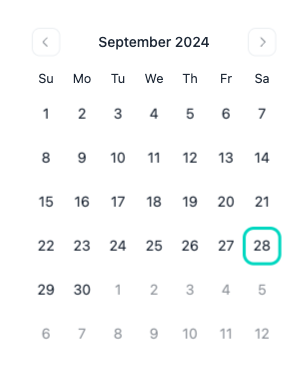 September 2024
Su Mo Tu We Th Fr Sa
1 2 3 4 5 6 7
8 9 10 11 12 13 14
15 16 17 18 19 20 21
22 23 24 25 26 27 28
29 30 1 2 3 4 5
6 7 8 9 10 11 12